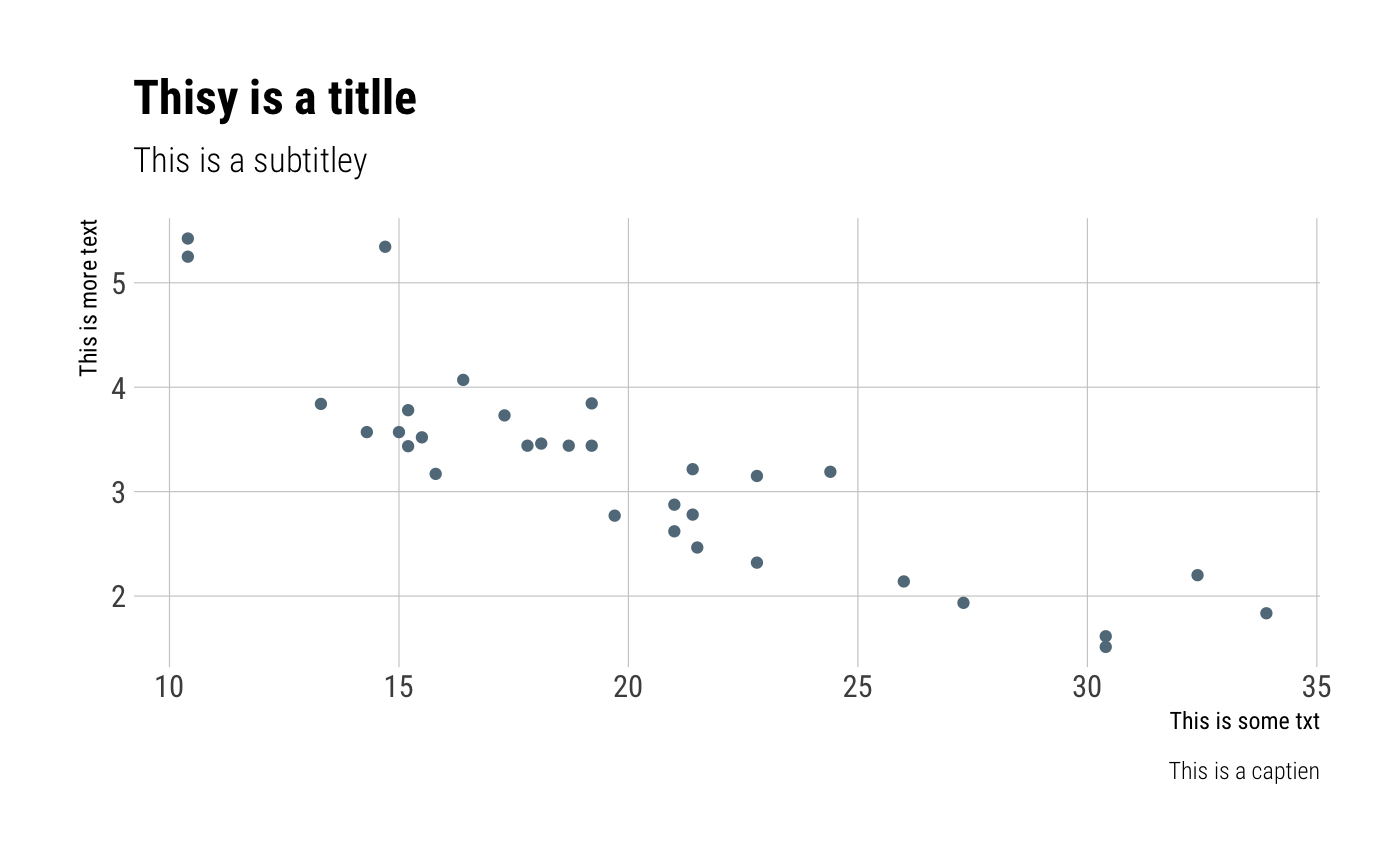 Thisy is a titlle
This is a subtitley
This is more text
5
4
3
2
10 15 20 25 30 35
This is some txt
This is a captien